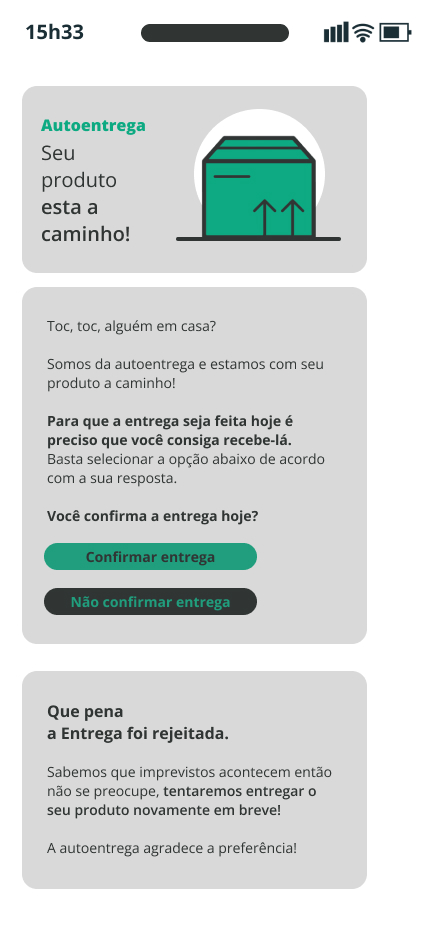 15h33
Autoentrega
Seu
produto
esta a
caminho!
Toc, toc, alguém em casa?
Somos da autoentrega e estamos com seu
produto a caminho!
Para que a entrega seja feita hoje é
preciso que você consiga recebe-lá.
Basta selecionar a opção abaixo de acordo
com a sua resposta.
Você confirma a entrega hoje?
Confirmar entrega
Não confirmar entrega
Que pena
a Entrega foi rejeitada.
Sabemos que imprevistos acontecem então
não se preocupe, tentaremos entregar o
seu produto novamente em breve!
A autoentrega agradece a preferência!